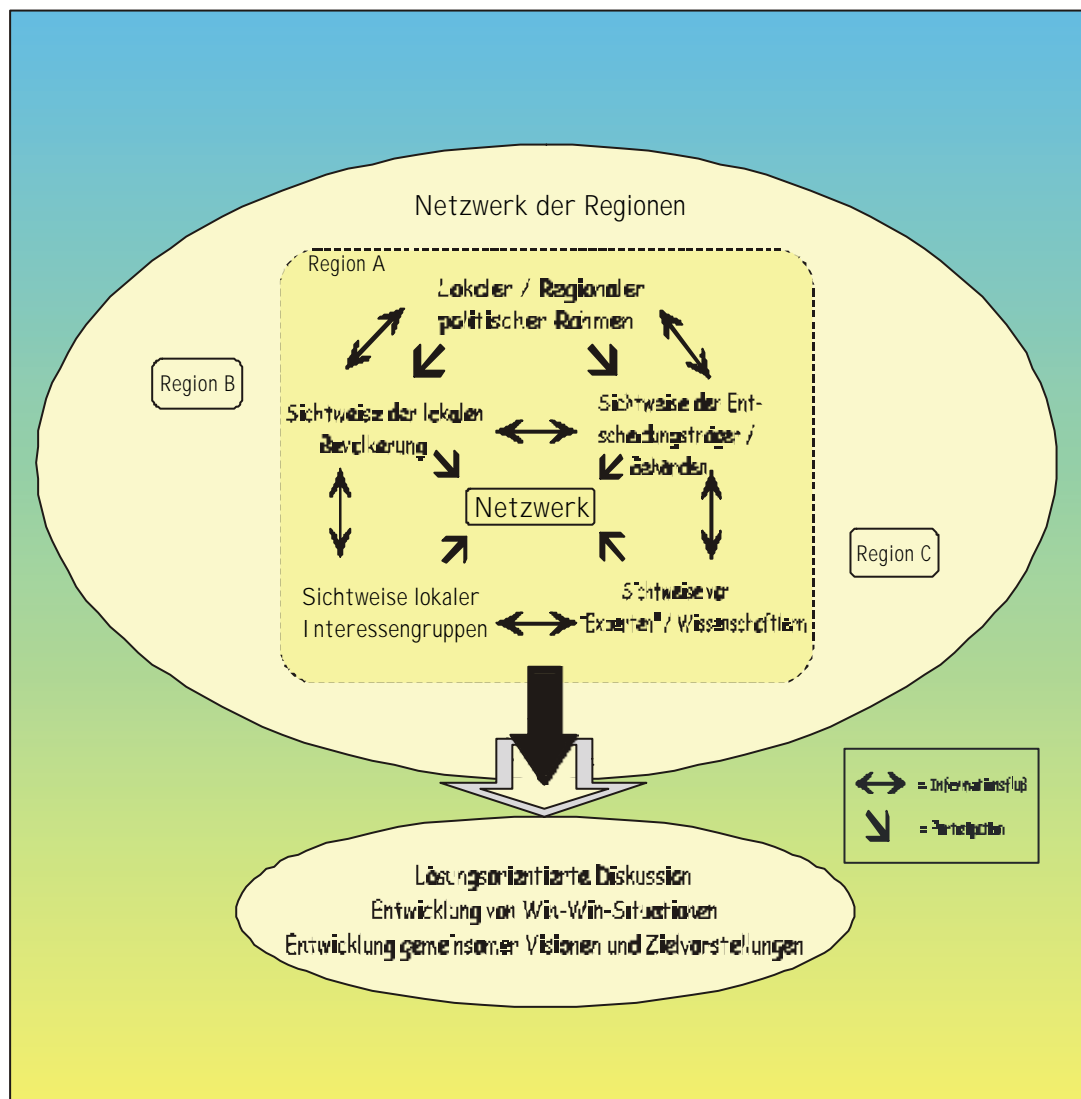 Netzwerk der Regionen
Region A
Lokaler / Regionaler
politischer Rahmen
Region B
Sichtweise der lokalen
Bevölkerung
Sichtweise der Ent-
scheidungsträger /
Behörden
Netzwerk
Region C
Sichtweise lokaler
Interessengruppen
Sichtweise von
"Experten" / Wissenschaftlern
= Informationsfluß
= Partizipation
Lösungsorientierte Diskussion
Entwicklung von Win-Win-Situationen
Entwicklung gemeinsamer Visionen und Zielvorstellungen